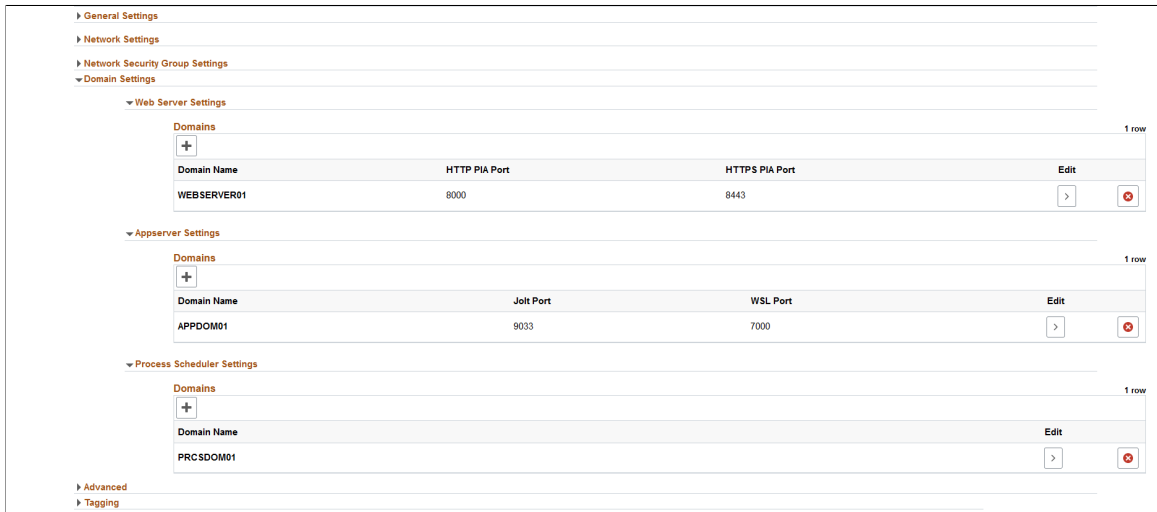 General Settings
Network Settings
Network Security Group Settings
Domain Settings
Web Server Settings
Domains 1 row
Domain Name HTTP PIA Port HTTPS PIA Port Edit
WEBSERVER01 8000 8443
Appserver Settings
Domains 1 row
Domain Name Jolt Port WSL Port Edit
APPDOM01 9033 7000
Process Scheduler Settings
Domains 1 row
Domain Name Edit
PRCSDOM01
Advanced
Tagging